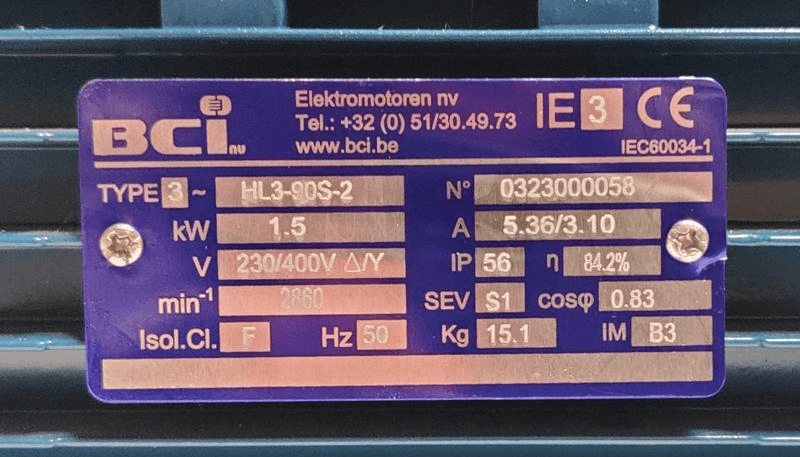 BCi nv
Elektromotoren nv
Tel.: +32 (0) 51/30.49.73
www.bci.be
IE 3 CE
IEC60034-1
TYPE 3 ~ HL3-90S-2 N° 0323000058
kW 1.5 A 5.36/3.10
V 230/400V △/Y IP 56 η 84.2%
min-1 2860 SEV S1 cosφ 0.83
Isol.Cl. F Hz 50 Kg 15.1 IM B3